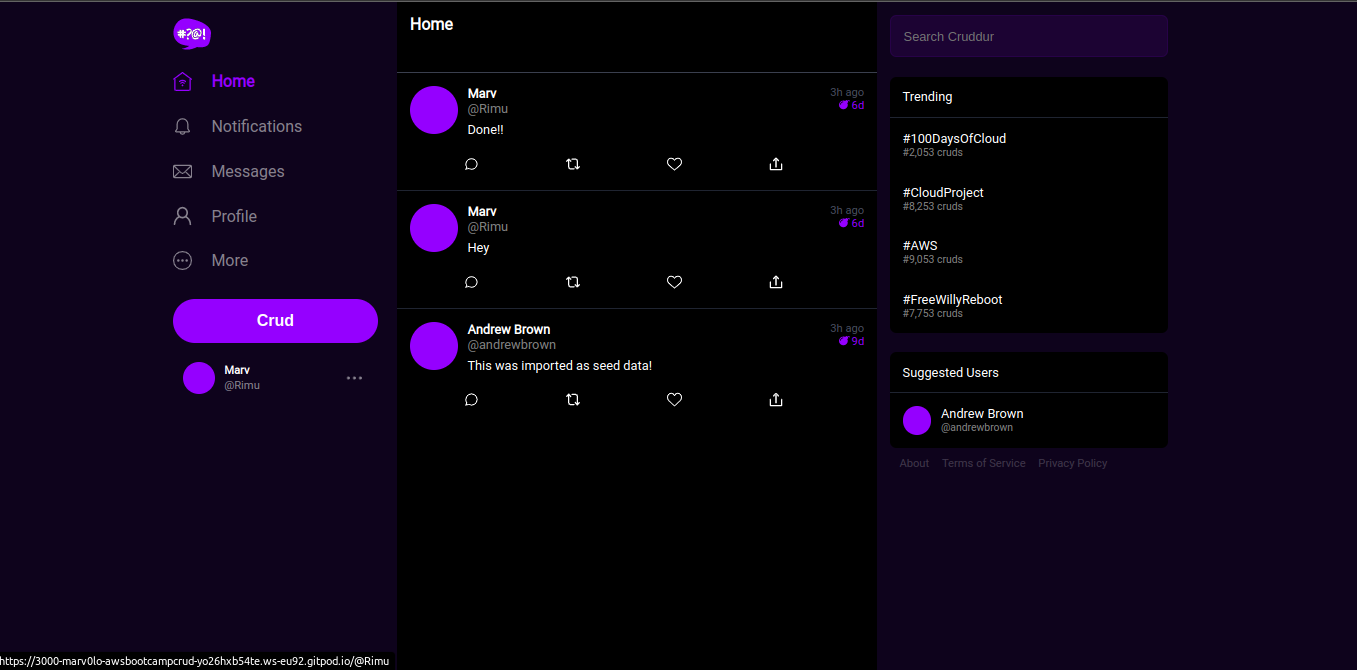 #?@!
Home
Notifications
Messages
Profile
More
Crud
Marv
@Rimu
Home
Marv
@Rimu
3h ago
6d
Done!!
Marv
@Rimu
3h ago
6d
Hey
Andrew Brown
@andrewbrown
3h ago
9d
This was imported as seed data!
Search Cruddur
Trending
#100DaysOfCloud
#2,053 cruds
#CloudProject
#8,253 cruds
#AWS
#9,053 cruds
#FreeWillyReboot
#7,753 cruds
Suggested Users
Andrew Brown
@andrewbrown
About Terms of Service Privacy Policy
https://3000-marv0lo-awsbootcampcrud-yo26hxb54te.ws-eu92.gitpod.io/@Rimu